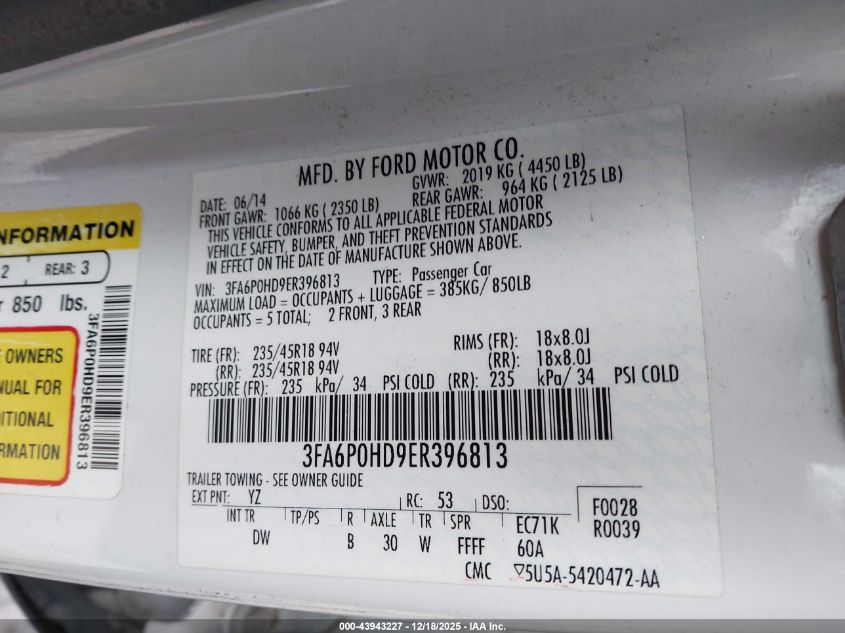 MFD. BY FORD MOTOR CO.
DATE: 06/14 GVWR: 2019 KG ( 4450 LB)
FRONT GAWR: 1066 KG ( 2350 LB) REAR GAWR: 964 KG ( 2125 LB)
THIS VEHICLE CONFORMS TO ALL APPLICABLE FEDERAL MOTOR
VEHICLE SAFETY, BUMPER, AND THEFT PREVENTION STANDARDS
IN EFFECT ON THE DATE OF MANUFACTURE SHOWN ABOVE.
VIN: 3FA6P0HD9ER396813 TYPE: Passenger Car
MAXIMUM LOAD = OCCUPANTS + LUGGAGE = 385KG/ 850LB
OCCUPANTS = 5 TOTAL; 2 FRONT, 3 REAR
TIRE (FR): 235/45R18 94V RIMS (FR): 18x8.0J
(RR): 235/45R18 94V (RR): 18x8.0J
PRESSURE (FR): 235 kPa/ 34 PSI COLD (RR): 235 kPa/ 34 PSI COLD
3FA6P0HD9ER396813
TRAILER TOWING - SEE OWNER GUIDE
EXT PNT: YZ RC: 53 DSO: F0028
R0039
INT TR TP/PS R AXLE TR SPR EC71K
DW B 30 W FFFF 60A
CMC ▽5U5A-5420472-AA
NFORMATION
2 REAR: 3
r 850 lbs.
E OWNERS
NUAL FOR
DITIONAL
RMATION
3FA6P0HD9ER396813
000-43943227 - 12/18/2025 - IAA Inc.